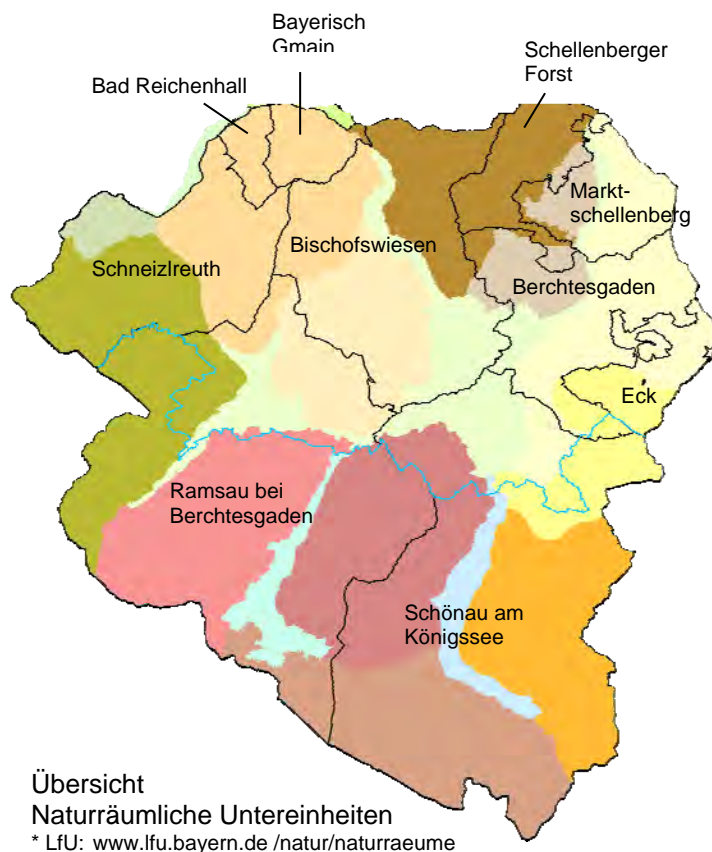 Bayerisch
Gmain
Schellenberger
Forst
Bad Reichenhall
Markt-
schellenberg
Bischofswiesen
Schneizlreuth
Berchtesgaden
Eck
Ramsau bei
Berchtesgaden
Schönau am
Königssee
Übersicht
Naturräumliche Untereinheiten
* LfU: www.lfu.bayern.de /natur/naturraeume